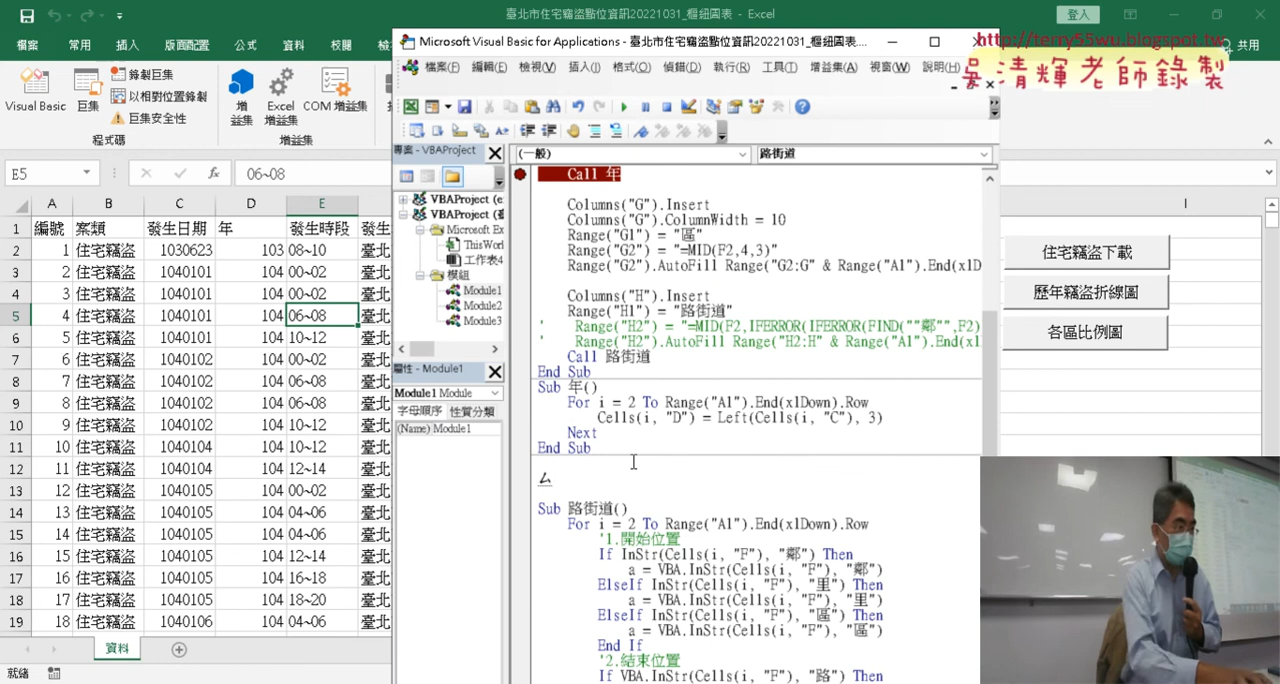 臺北市住宅竊盜點位資訊20221031_樞紐圖表 - Excel
登入
檔案 常用 插入 版面配置 公式 資料 校閱
共用
http://terry55wu.blogspot.tw
吳清輝老師錄製
Visual Basic 巨集 錄製巨集
以相對位置錄製
巨集安全性
程式碼
增益集 Excel 增益集 COM 增益集
增益集
E5 fx 06~08
A B C D E I
1 編號 案類 發生日期 年 發生時段 發生
2 1 住宅竊盜 1030623 103 08~10 臺北
3 2 住宅竊盜 1040101 104 00~02 臺北
4 3 住宅竊盜 1040101 104 00~02 臺北
5 4 住宅竊盜 1040101 104 06~08 臺北
6 5 住宅竊盜 1040101 104 10~12 臺北
7 6 住宅竊盜 1040102 104 00~02 臺北
8 7 住宅竊盜 1040102 104 06~08 臺北
9 8 住宅竊盜 1040102 104 06~08 臺北
10 9 住宅竊盜 1040102 104 10~12 臺北
11 10 住宅竊盜 1040104 104 10~12 臺北
12 11 住宅竊盜 1040104 104 12~14 臺北
13 12 住宅竊盜 1040105 104 00~02 臺北
14 13 住宅竊盜 1040105 104 04~06 臺北
15 14 住宅竊盜 1040105 104 04~06 臺北
16 15 住宅竊盜 1040105 104 12~14 臺北
17 16 住宅竊盜 1040105 104 16~18 臺北
18 17 住宅竊盜 1040105 104 18~20 臺北
19 18 住宅竊盜 1040106 104 04~06 臺北
資料
就緒
Microsoft Visual Basic for Applications - 臺北市住宅竊盜點位資訊20221031_樞紐圖表....
檔案(F) 編輯(E) 檢視(V) 插入(I) 格式(O) 偵錯(D) 執行(R) 工具(T) 增益集(A) 視窗(W) 說明(H)
專案 - VBAProject
VBAProject (
VBAProject (
Microsoft Ex
ThisWor
工作表4
模組
Module1
Module2
Module3
屬性 - Module1
Module1 Module
字母順序 性質分類
(Name) Module1
(一般) 路街道
Call 年
Columns("G").Insert
Columns("G").ColumnWidth = 10
Range("G1") = "區"
Range("G2") = "=MID(F2,4,3)"
Range("G2").AutoFill Range("G2:G" & Range("A1").End(xlD
Columns("H").Insert
Range("H1") = "路街道"
' Range("H2") = "=MID(F2,IFERROR(IFERROR(FIND(""鄰"",F2)
' Range("H2").AutoFill Range("H2:H" & Range("A1").End(xl
Call 路街道
End Sub
Sub 年()
For i = 2 To Range("A1").End(xlDown).Row
Cells(i, "D") = Left(Cells(i, "C"), 3)
Next
End Sub
ㄙ
Sub 路街道()
For i = 2 To Range("A1").End(xlDown).Row
'1.開始位置
If InStr(Cells(i, "F"), "鄰") Then
a = VBA.InStr(Cells(i, "F"), "鄰")
ElseIf InStr(Cells(i, "F"), "里") Then
a = VBA.InStr(Cells(i, "F"), "里")
ElseIf InStr(Cells(i, "F"), "區") Then
a = VBA.InStr(Cells(i, "F"), "區")
End If
'2.結束位置
If VBA.InStr(Cells(i, "F"), "路") Then
住宅竊盜下載
歷年竊盜折線圖
各區比例圖